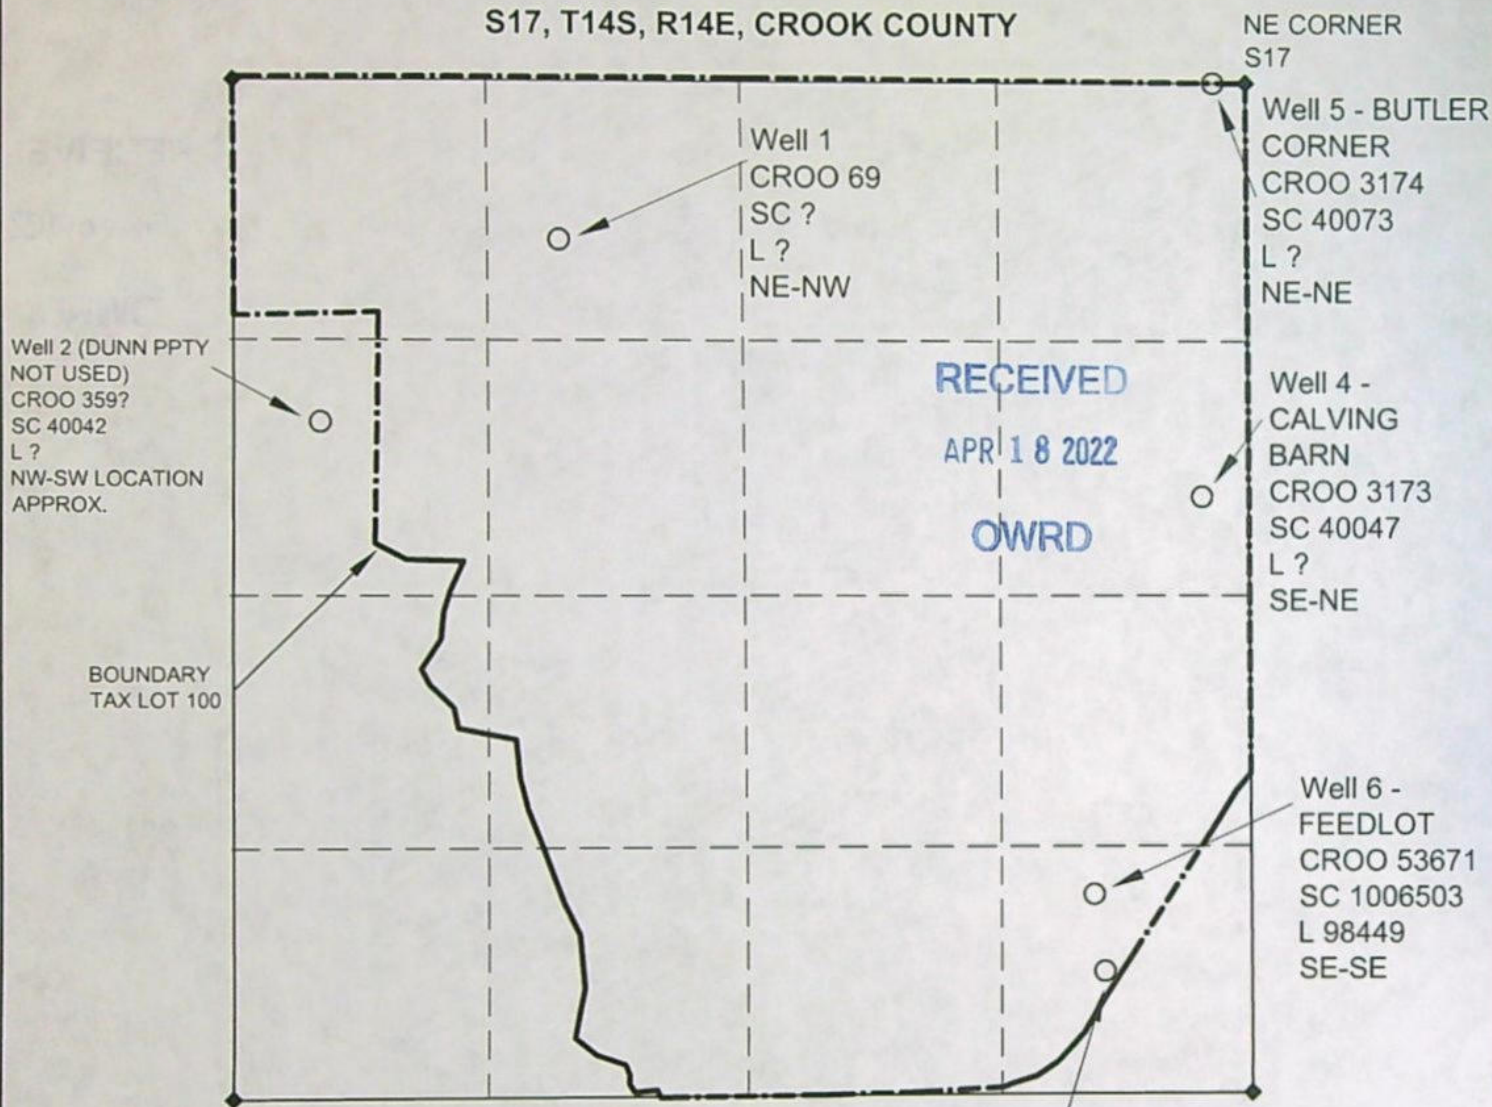 S17, T14S, R14E, CROOK COUNTY
NE CORNER
S17
Well 5 - BUTLER
CORNER
CROO 3174
SC 40073
L ?
NE-NE
Well 1
CROO 69
SC ?
L ?
NE-NW
Well 2 (DUNN PPTY
NOT USED)
CROO 359?
SC 40042
L ?
NW-SW LOCATION
APPROX.
RECEIVED
APR 18 2022
OWRD
Well 4 -
CALVING
BARN
CROO 3173
SC 40047
L ?
SE-NE
BOUNDARY
TAX LOT 100
Well 6 -
FEEDLOT
CROO 53671
SC 1006503
L 98449
SE-SE